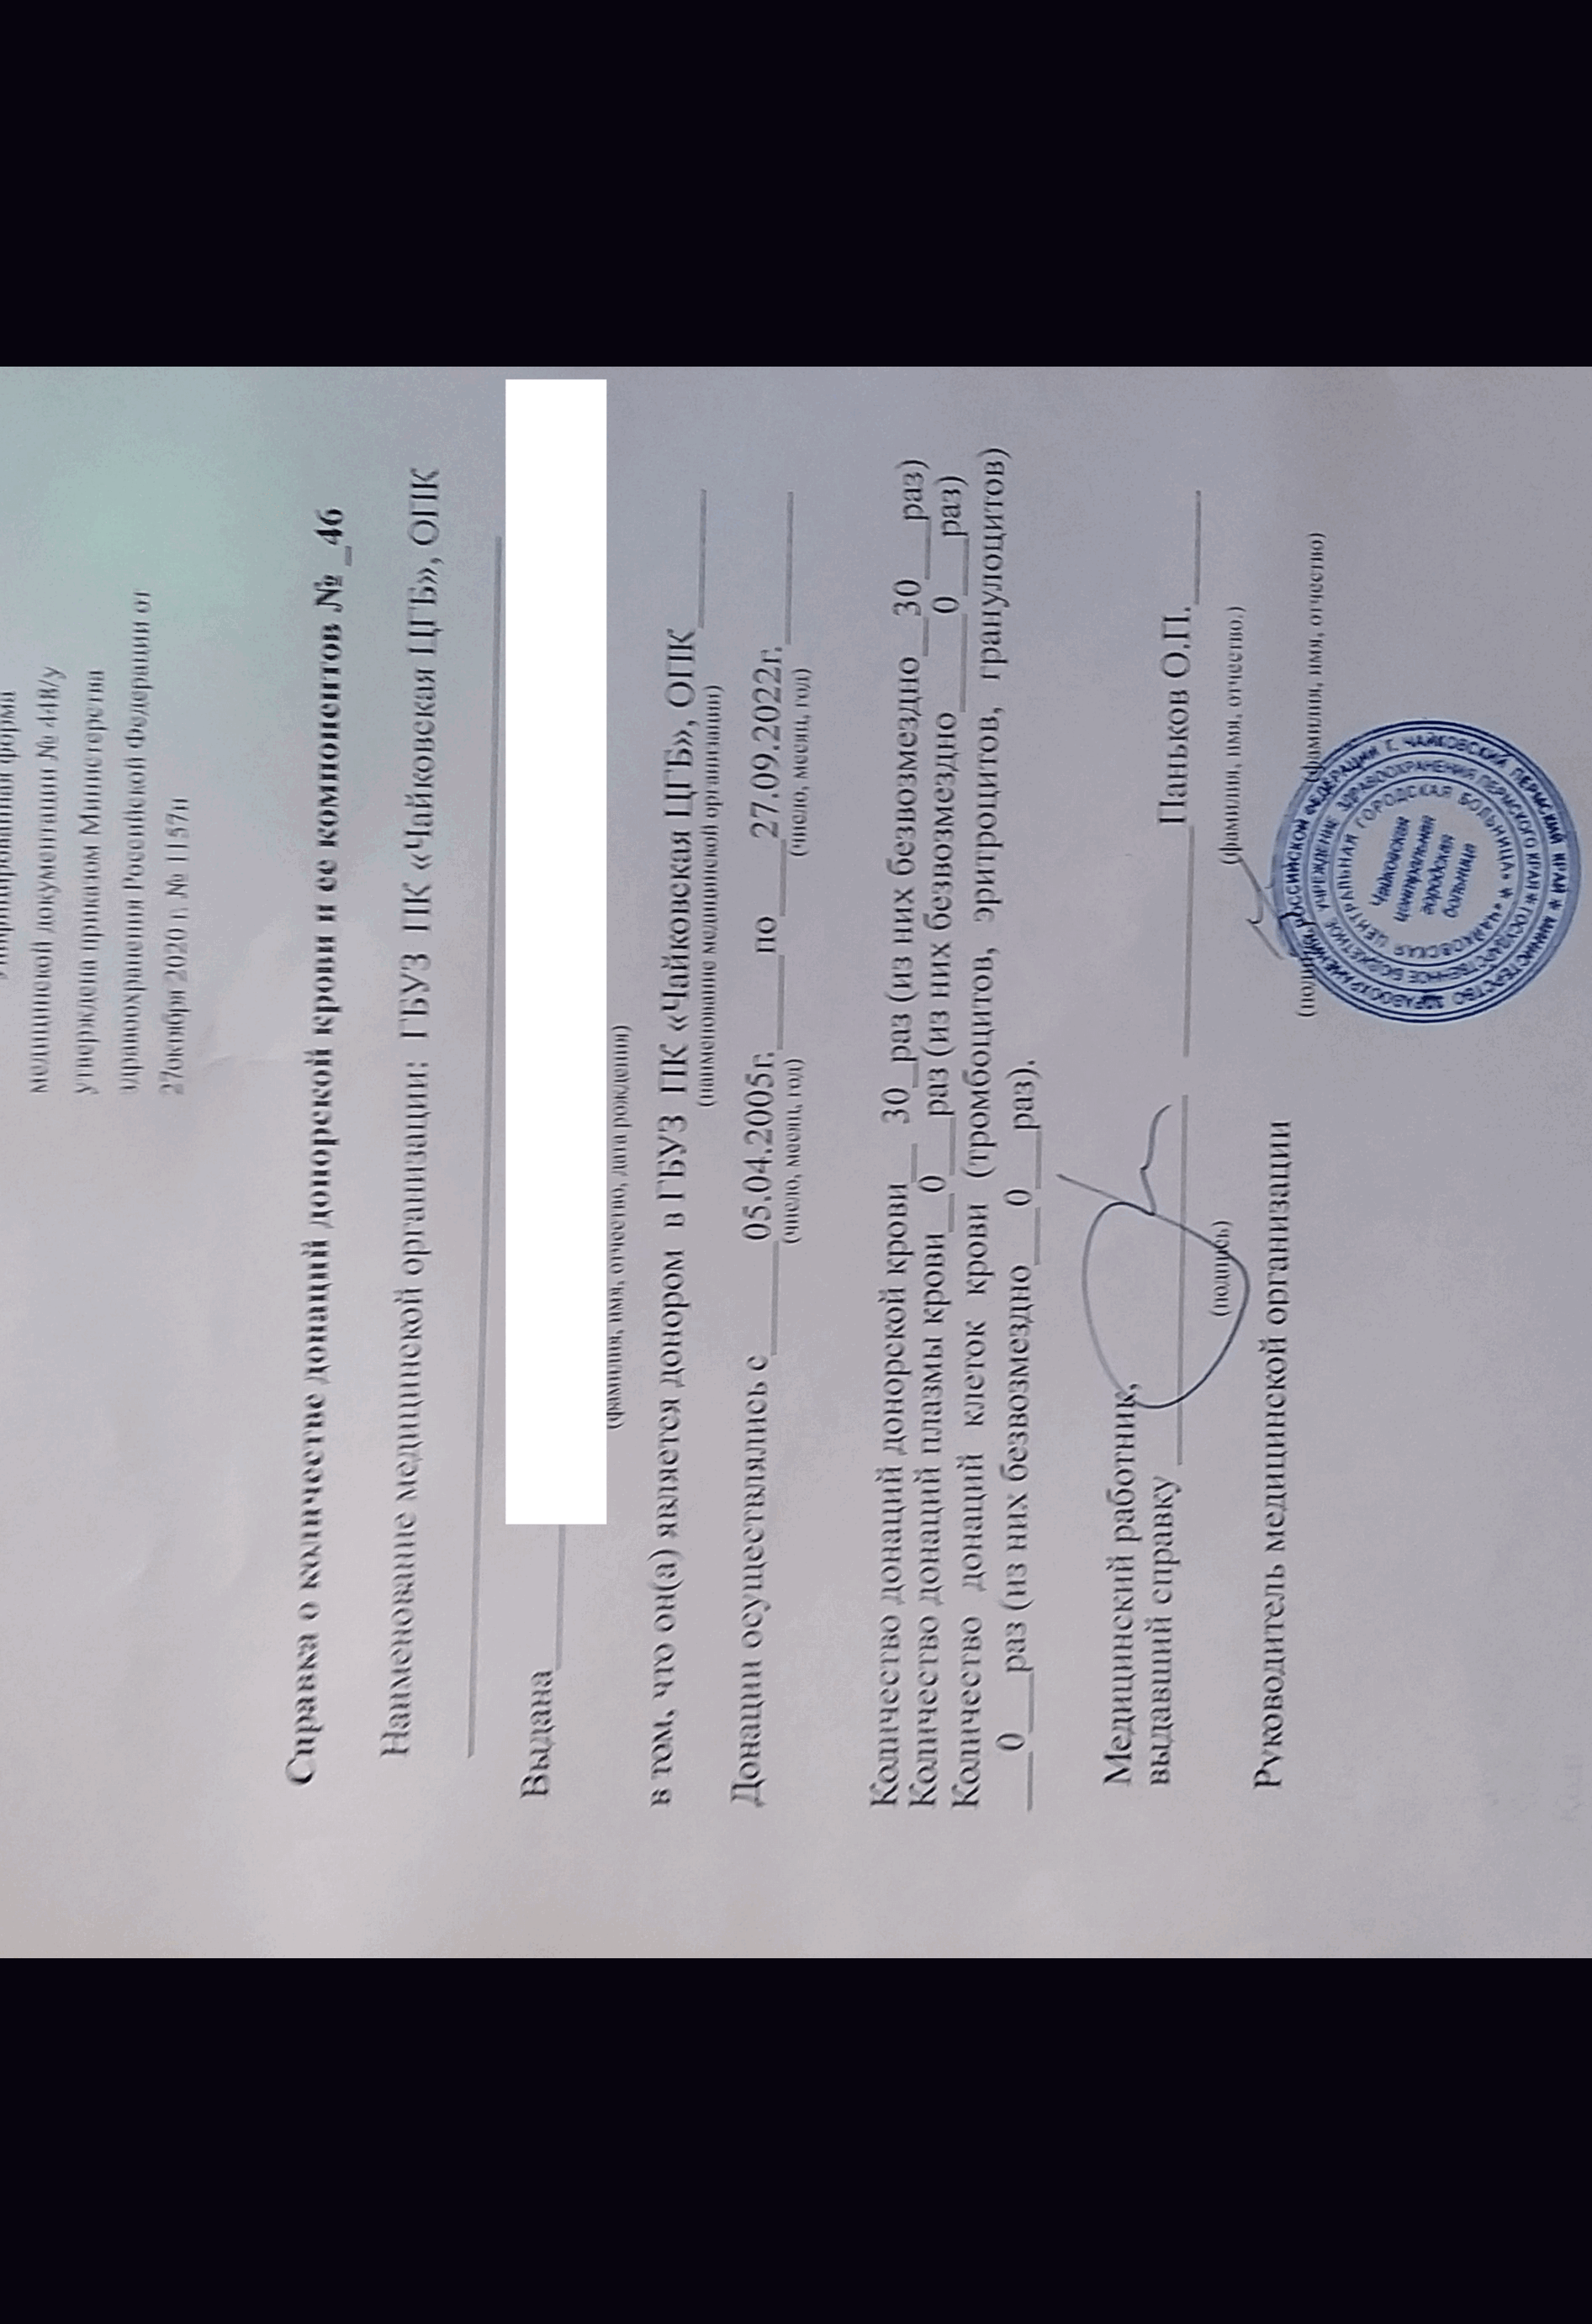 Унифицированная форма
медицинской документации № 448/у
утверждена приказом Министерства
здравоохранения Российской Федерации от
27октября 2020 г. № 1157н
Справка о количестве донаций донорской крови и ее компонентов № _46
Наименование медицинской организации: ГБУЗ ПК «Чайковская ЦГБ», ОПК
Выдана
(фамилия, имя, отчество, дата рождения)
в том, что он(а) является донором в ГБУЗ ПК «Чайковская ЦГБ», ОПК
(наименование медицинской организации)
Донации осуществлялись с 05.04.2005г. по 27.09.2022г.
(число, месяц, год) (число, месяц, год)
Количество донаций донорской крови 30 раз (из них безвозмездно 30 раз)
Количество донаций плазмы крови 0 раз (из них безвозмездно 0 раз)
Количество донаций клеток крови (тромбоцитов, эритроцитов, гранулоцитов)
0 раз (из них безвозмездно 0 раз).
Медицинский работник,
выдавший справку Паньков О.П.
(подпись) (фамилия, имя, отчество.)
Руководитель медицинской организации
(фамилия, имя, отчество)
МИНИСТЕРСТВО ЗДРАВООХРАНЕНИЯ РОССИЙСКОЙ ФЕДЕРАЦИИ Г. ЧАЙКОВСКИЙ ПЕРМСКИЙ КРАЙ
ГОСУДАРСТВЕННОЕ БЮДЖЕТНОЕ УЧРЕЖДЕНИЕ ЗДРАВООХРАНЕНИЯ ПЕРМСКОГО КРАЯ
«ЧАЙКОВСКАЯ ЦЕНТРАЛЬНАЯ ГОРОДСКАЯ БОЛЬНИЦА»
Чайковская
центральная
городская
больница